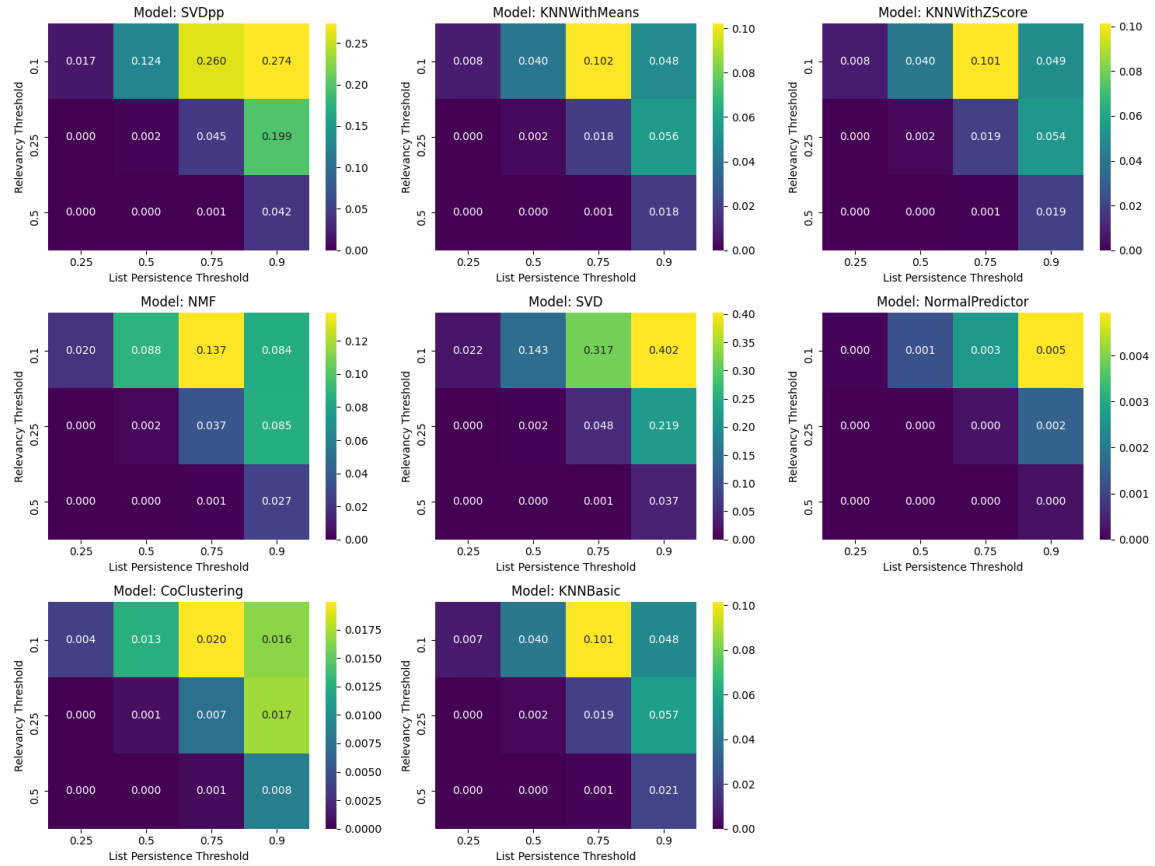 Model: SVDpp
Relevancy Threshold
0.1
0.25
0.5
0.017 0.124 0.260 0.274
0.000 0.002 0.045 0.199
0.000 0.000 0.001 0.042
0.25 0.5 0.75 0.9
List Persistence Threshold
0.25
0.20
0.15
0.10
0.05
0.00
Model: KNNWithMeans
Relevancy Threshold
0.1
0.25
0.5
0.008 0.040 0.102 0.048
0.000 0.002 0.018 0.056
0.000 0.000 0.001 0.018
0.25 0.5 0.75 0.9
List Persistence Threshold
0.10
0.08
0.06
0.04
0.02
0.00
Model: KNNWithZScore
Relevancy Threshold
0.1
0.25
0.5
0.008 0.040 0.101 0.049
0.000 0.002 0.019 0.054
0.000 0.000 0.001 0.019
0.25 0.5 0.75 0.9
List Persistence Threshold
0.10
0.08
0.06
0.04
0.02
0.00
Model: NMF
Relevancy Threshold
0.1
0.25
0.5
0.020 0.088 0.137 0.084
0.000 0.002 0.037 0.085
0.000 0.000 0.001 0.027
0.25 0.5 0.75 0.9
List Persistence Threshold
0.12
0.10
0.08
0.06
0.04
0.02
0.00
Model: SVD
Relevancy Threshold
0.1
0.25
0.5
0.022 0.143 0.317 0.402
0.000 0.002 0.048 0.219
0.000 0.000 0.001 0.037
0.25 0.5 0.75 0.9
List Persistence Threshold
0.40
0.35
0.30
0.25
0.20
0.15
0.10
0.05
0.00
Model: NormalPredictor
Relevancy Threshold
0.1
0.25
0.5
0.000 0.001 0.003 0.005
0.000 0.000 0.000 0.002
0.000 0.000 0.000 0.000
0.25 0.5 0.75 0.9
List Persistence Threshold
0.004
0.003
0.002
0.001
0.000
Model: CoClustering
Relevancy Threshold
0.1
0.25
0.5
0.004 0.013 0.020 0.016
0.000 0.001 0.007 0.017
0.000 0.000 0.001 0.008
0.25 0.5 0.75 0.9
List Persistence Threshold
0.0175
0.0150
0.0125
0.0100
0.0075
0.0050
0.0025
0.0000
Model: KNNBasic
Relevancy Threshold
0.1
0.25
0.5
0.007 0.040 0.101 0.048
0.000 0.002 0.019 0.057
0.000 0.000 0.001 0.021
0.25 0.5 0.75 0.9
List Persistence Threshold
0.10
0.08
0.06
0.04
0.02
0.00